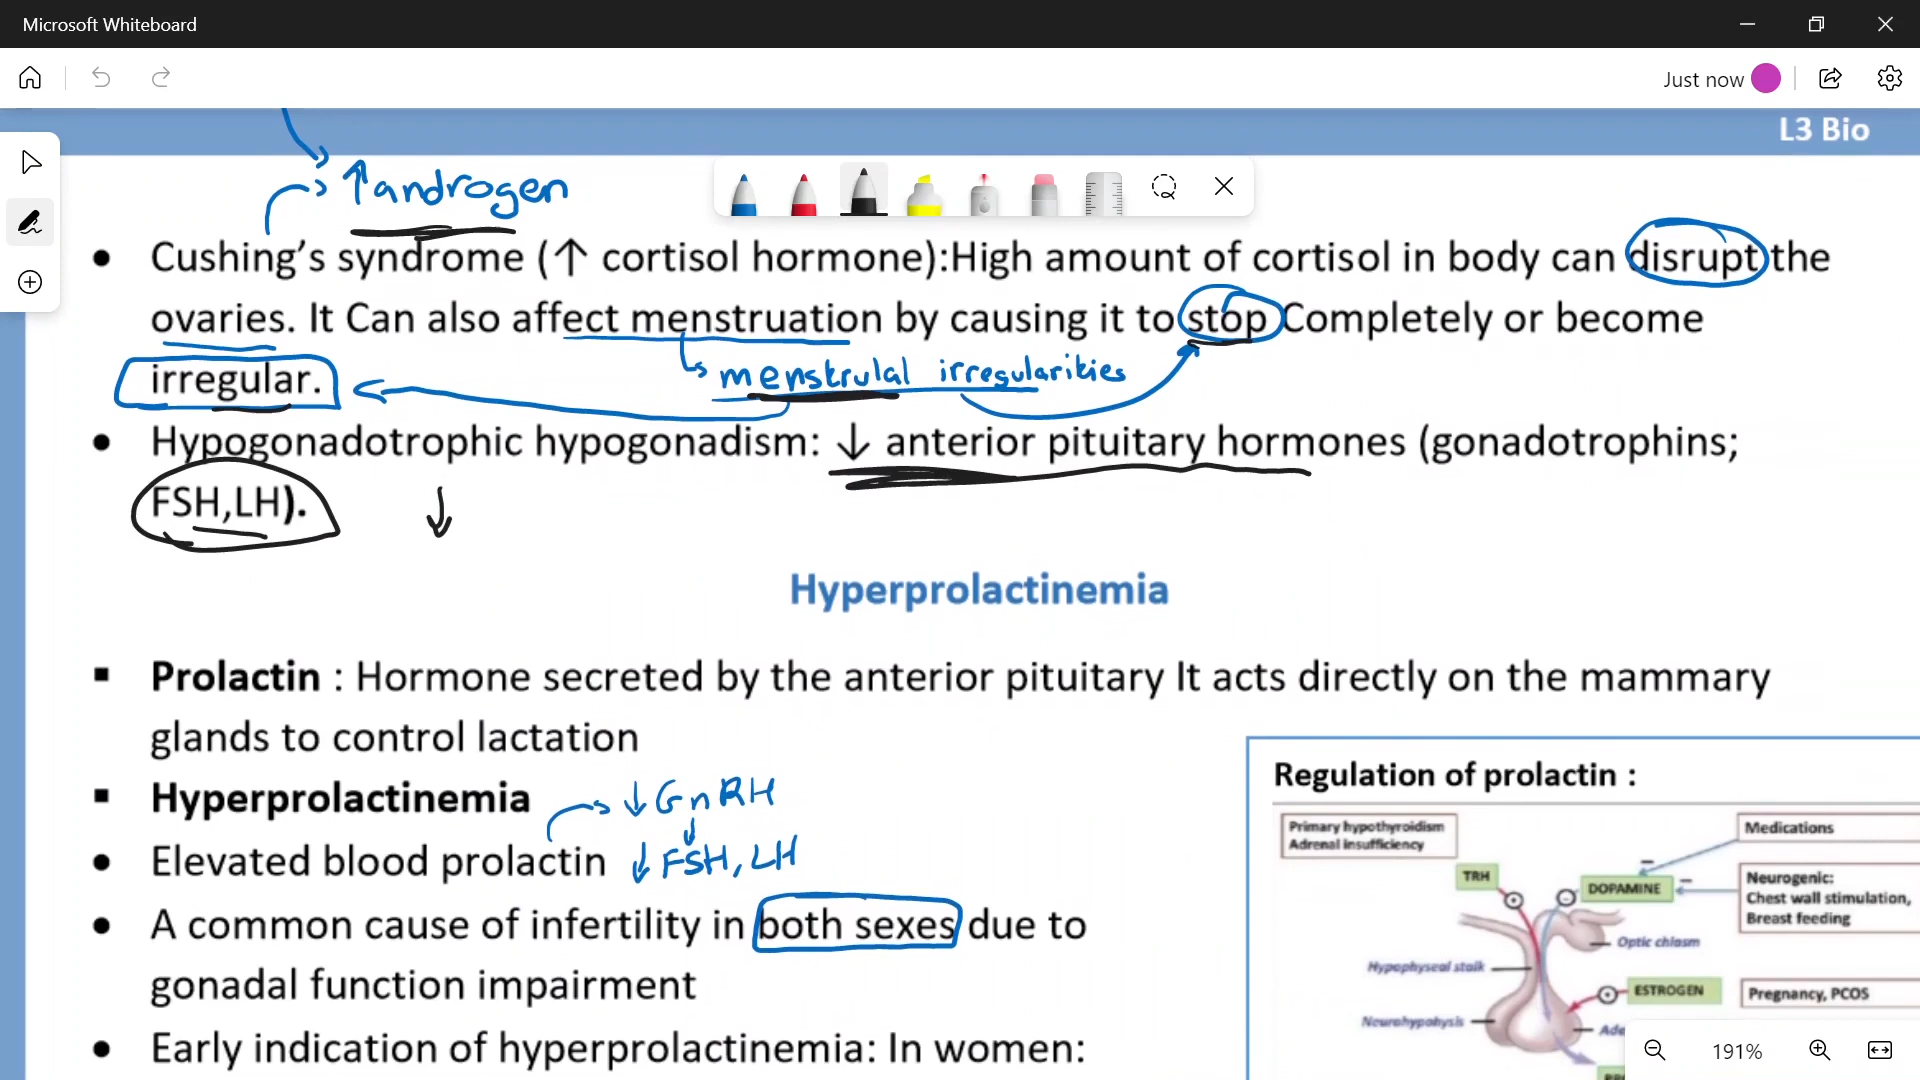 Microsoft Whiteboard
Just now
L3 Bio
↑androgen
• Cushing’s syndrome (↑ cortisol hormone):High amount of cortisol in body can disrupt the
ovaries. It Can also affect menstruation by causing it to stop Completely or become
irregular.
menstrulal irregularities
• Hypogonadotrophic hypogonadism: ↓ anterior pituitary hormones (gonadotrophins;
FSH,LH).
↓
Hyperprolactinemia
▪ Prolactin : Hormone secreted by the anterior pituitary It acts directly on the mammary
glands to control lactation
▪ Hyperprolactinemia
↓ GnRH
• Elevated blood prolactin
↓ FSH, LH
• A common cause of infertility in both sexes due to
gonadal function impairment
• Early indication of hyperprolactinemia: In women:
Regulation of prolactin :
Primary hypothyroidism
Adrenal insufficiency
Medications
TRH
DOPAMINE
Neurogenic:
Chest wall stimulation,
Breast feeding
Optic chiasm
Hypophyseal stalk
ESTROGEN
Pregnancy, PCOS
Neurohypohysis
Ade
191%